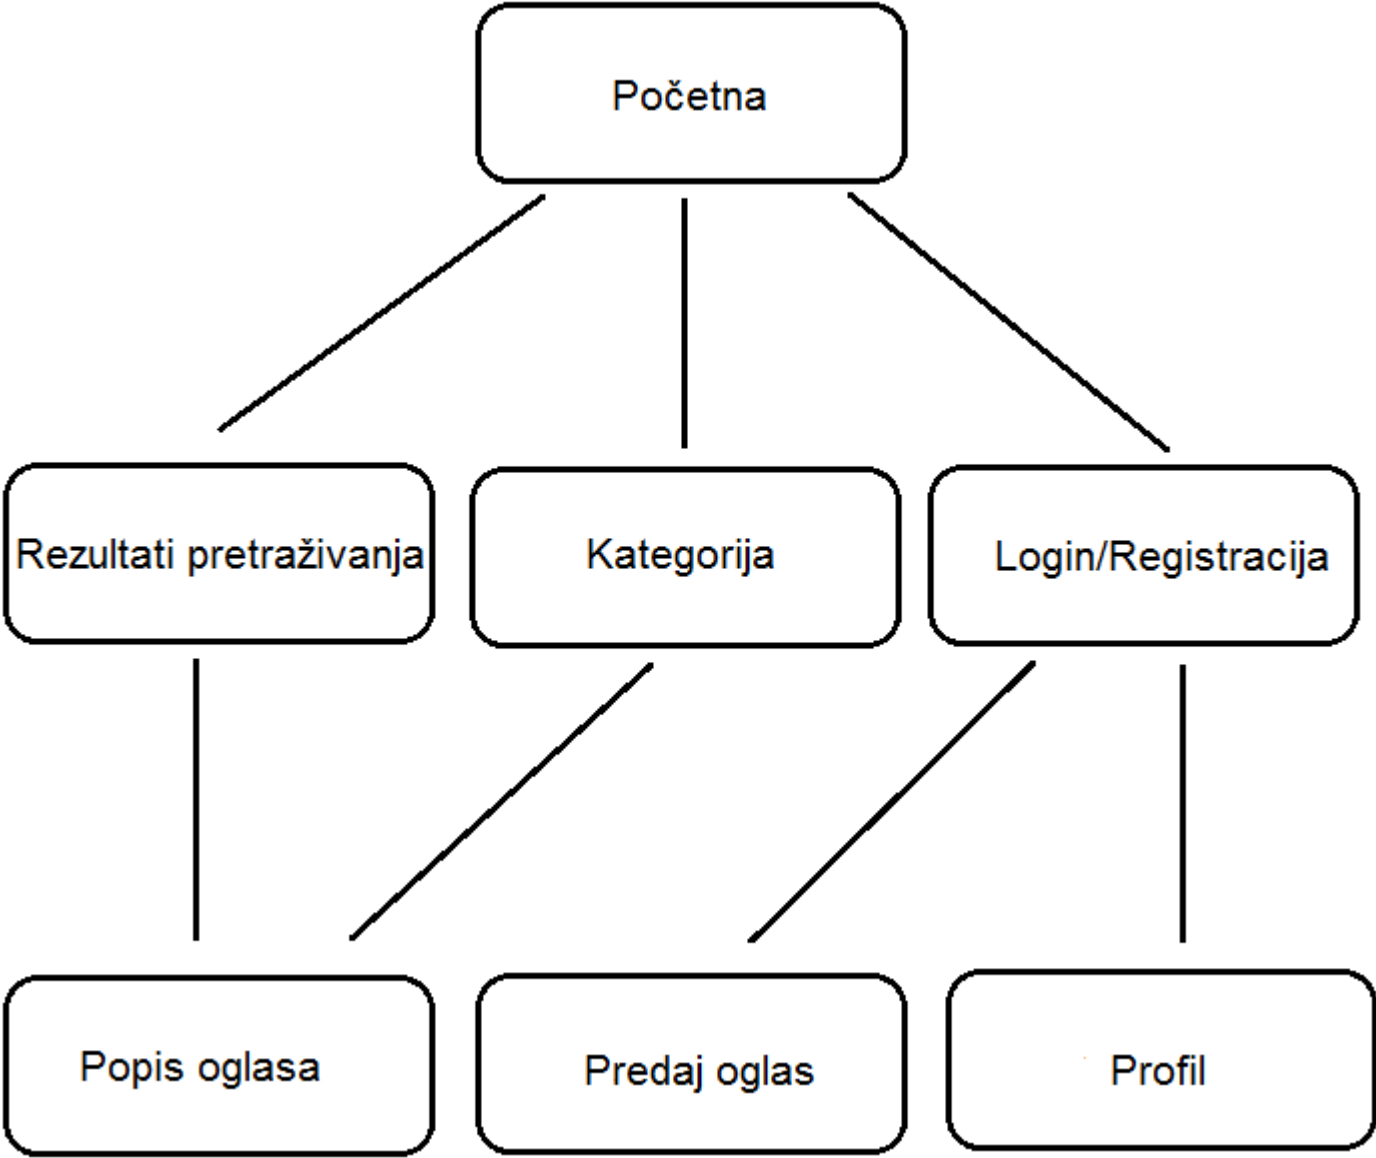 Početna
Rezultati pretraživanja
Kategorija
Login/Registracija
Popis oglasa
Predaj oglas
Profil